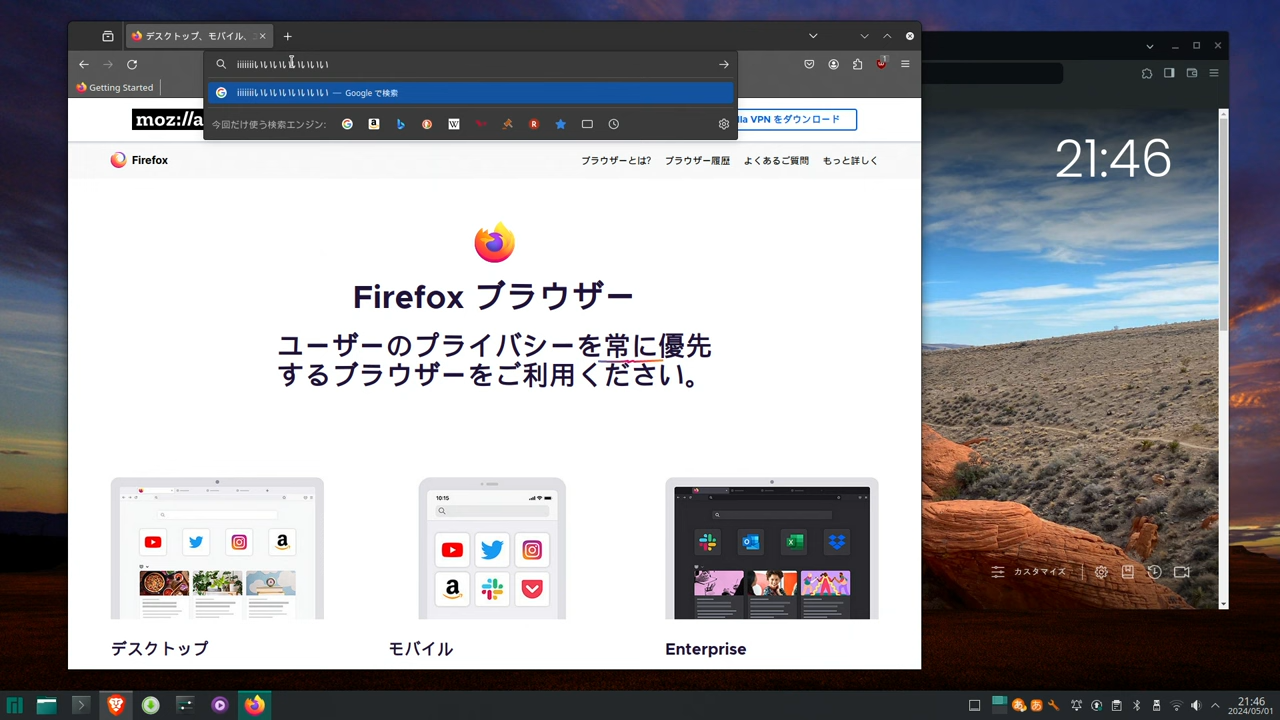 デスクトップ、モバイル、
iiiiiiiいいいいいいいいい
Getting Started
iiiiiiiいいいいいいいいい — Google で検索
今回だけ使う検索エンジン:
moz://a
lla VPN をダウンロード
Firefox
ブラウザーとは?
ブラウザー履歴
よくあるご質問
もっと詳しく
21:46
Firefox ブラウザー
ユーザーのプライバシーを常に優先
するブラウザーをご利用ください。
10:15
カスタマイズ
デスクトップ
モバイル
Enterprise
21:46
2024/05/01